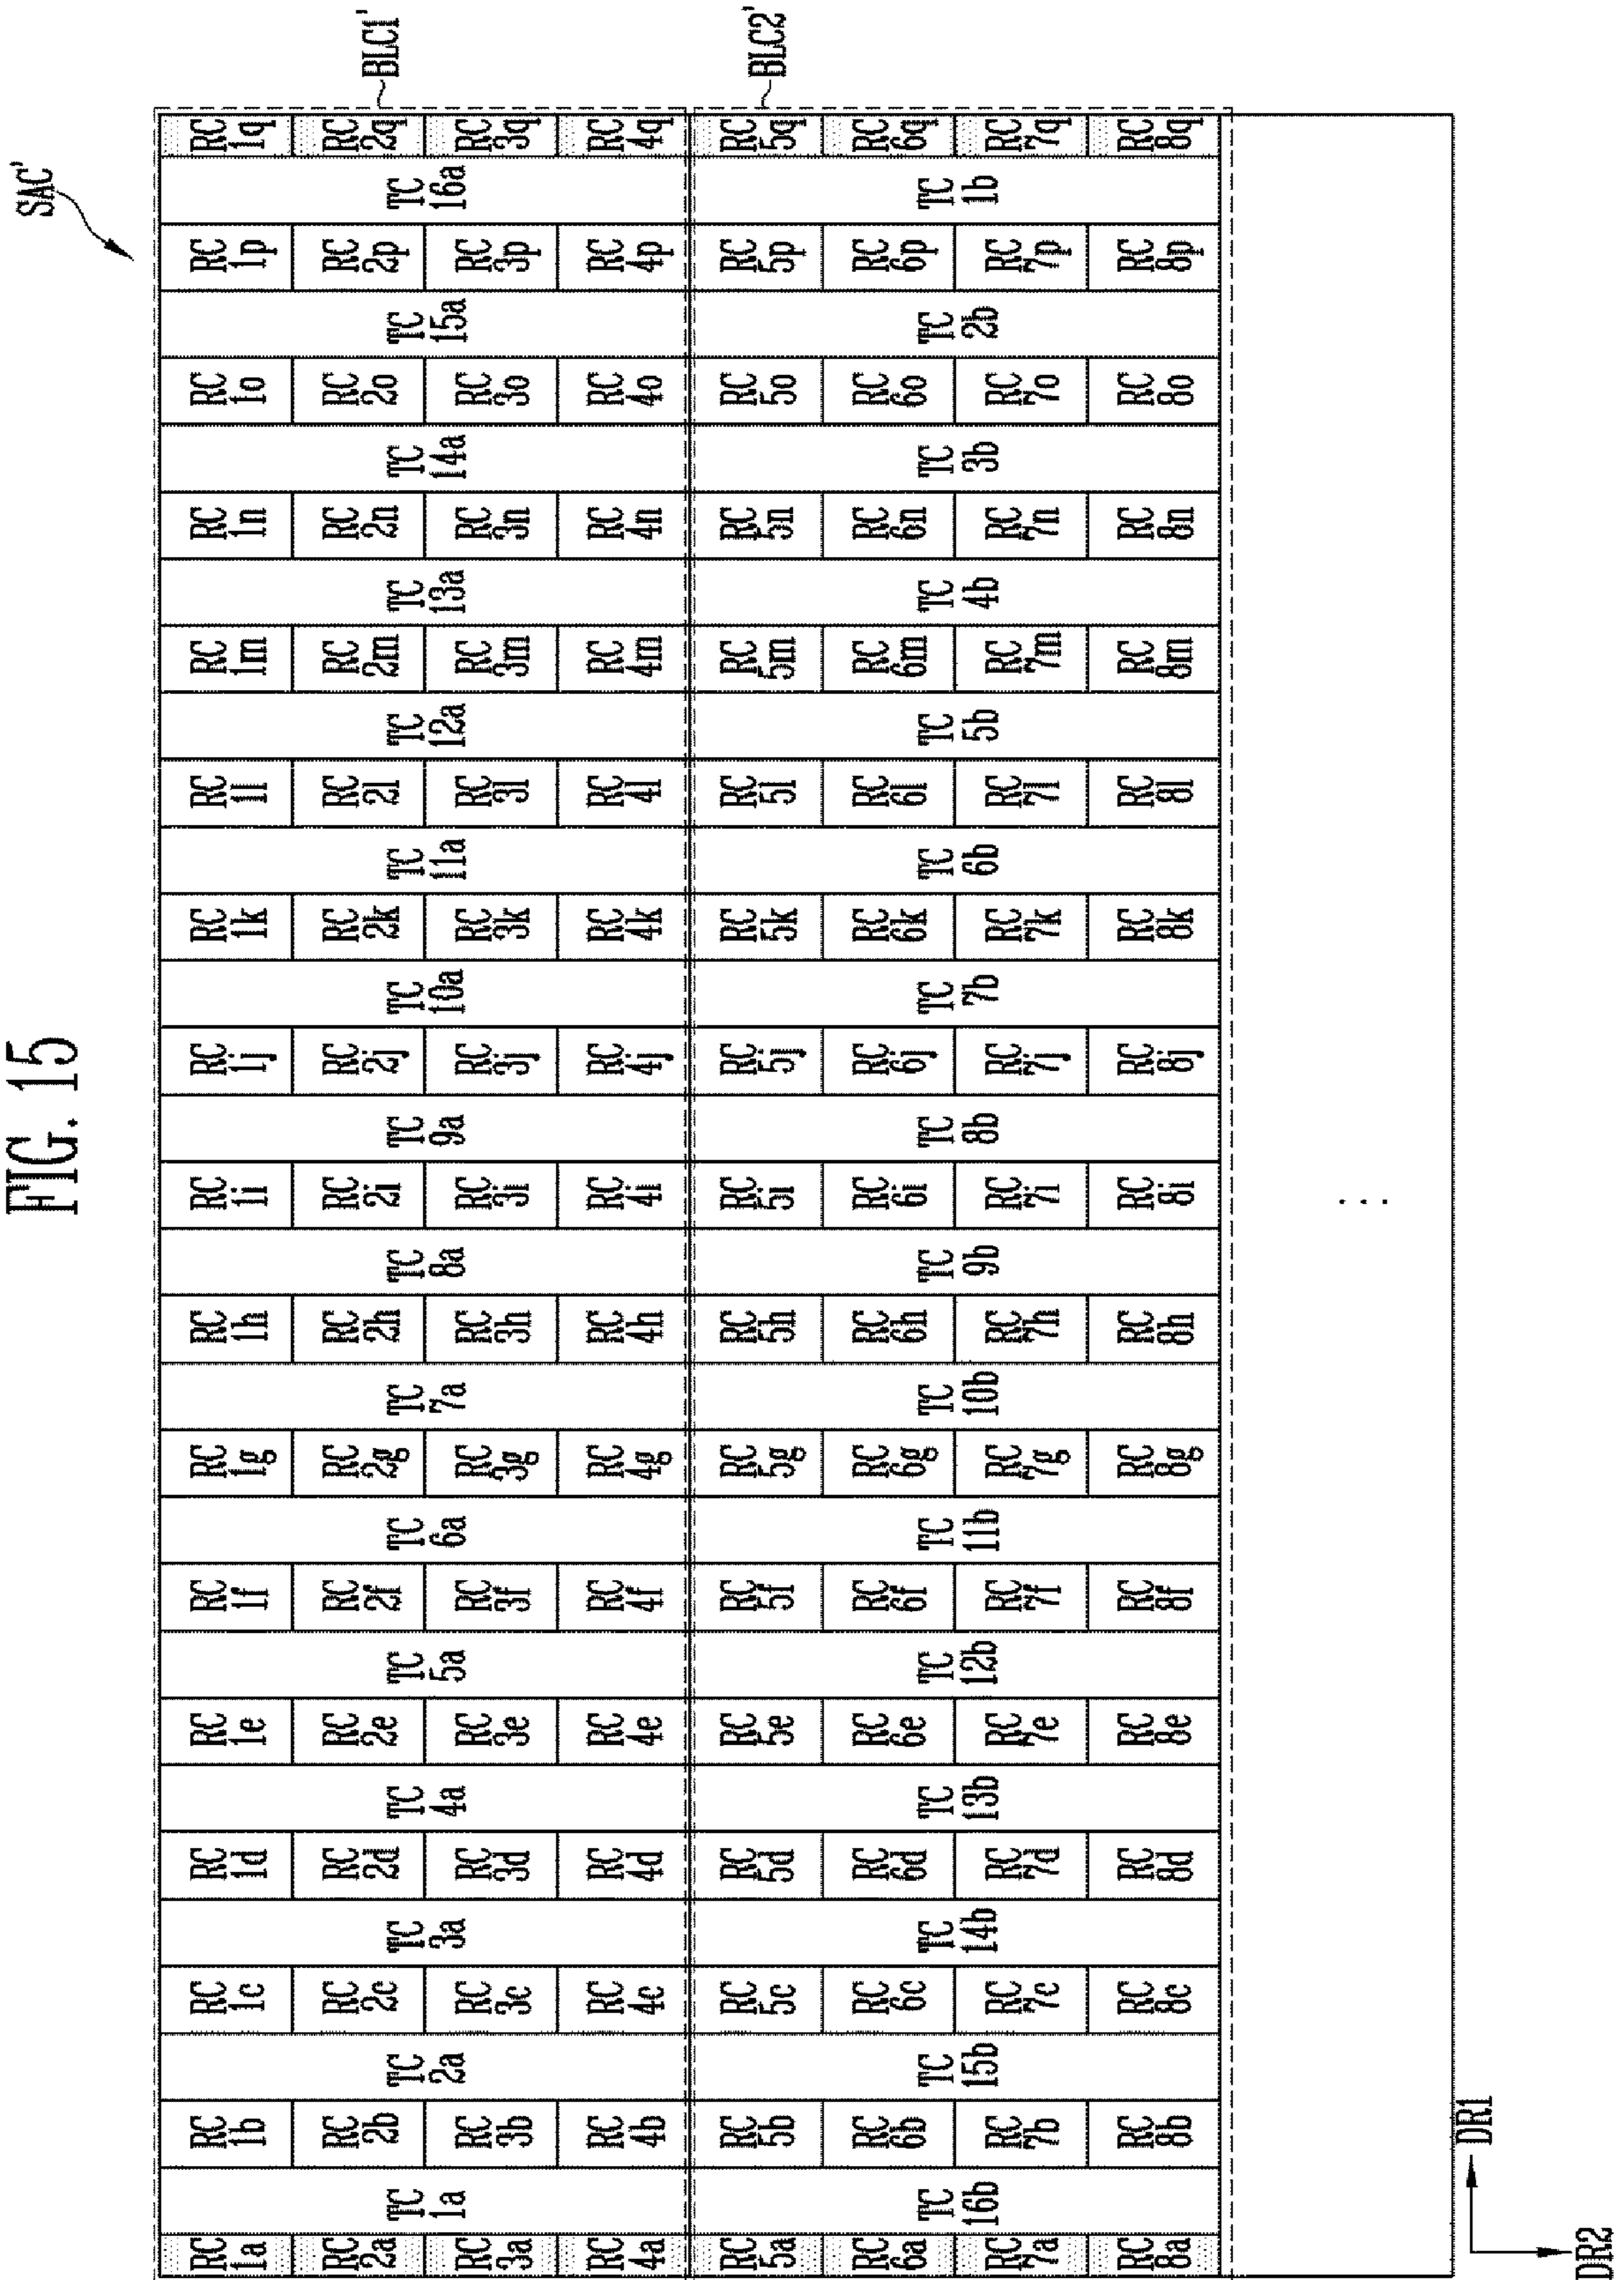 FIG. 15
SAC'
RC RC RC RC RC RC RC RC RC RC RC RC RC RC RC RC RC
1a 1b 1c 1d 1e 1f 1g 1h 1i 1j 1k 1l 1m 1n 1o 1p 1q
RC RC RC RC RC RC RC RC RC RC RC RC RC RC RC RC RC
2a 2b 2c 2d 2e 2f 2g 2h 2i 2j 2k 2l 2m 2n 2o 2p 2q
BLC1'
TC TC TC TC TC TC TC TC TC TC TC TC TC TC TC TC
1a 2a 3a 4a 5a 6a 7a 8a 9a 10a 11a 12a 13a 14a 15a 16a
RC RC RC RC RC RC RC RC RC RC RC RC RC RC RC RC RC
3a 3b 3c 3d 3e 3f 3g 3h 3i 3j 3k 3l 3m 3n 3o 3p 3q
RC RC RC RC RC RC RC RC RC RC RC RC RC RC RC RC RC
4a 4b 4c 4d 4e 4f 4g 4h 4i 4j 4k 4l 4m 4n 4o 4p 4q
RC RC RC RC RC RC RC RC RC RC RC RC RC RC RC RC RC
5a 5b 5c 5d 5e 5f 5g 5h 5i 5j 5k 5l 5m 5n 5o 5p 5q
BLC2'
RC RC RC RC RC RC RC RC RC RC RC RC RC RC RC RC RC
6a 6b 6c 6d 6e 6f 6g 6h 6i 6j 6k 6l 6m 6n 6o 6p 6q
TC TC TC TC TC TC TC TC TC TC TC TC TC TC TC TC
16b 15b 14b 13b 12b 11b 10b 9b 8b 7b 6b 5b 4b 3b 2b 1b
RC RC RC RC RC RC RC RC RC RC RC RC RC RC RC RC RC
7a 7b 7c 7d 7e 7f 7g 7h 7i 7j 7k 7l 7m 7n 7o 7p 7q
RC RC RC RC RC RC RC RC RC RC RC RC RC RC RC RC RC
8a 8b 8c 8d 8e 8f 8g 8h 8i 8j 8k 8l 8m 8n 8o 8p 8q
DR1
DR2